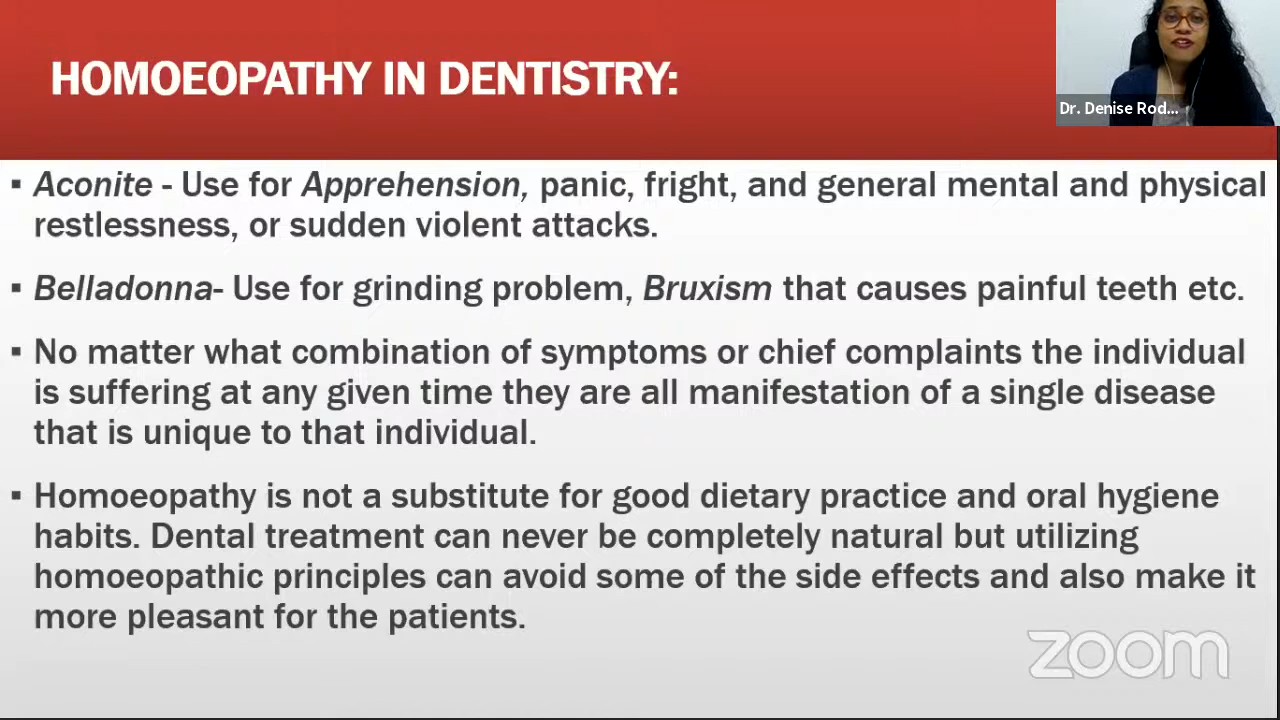 HOMOEOPATHY IN DENTISTRY:
Dr. Denise Rod...
▪ Aconite - Use for Apprehension, panic, fright, and general mental and physical
restlessness, or sudden violent attacks.
▪ Belladonna- Use for grinding problem, Bruxism that causes painful teeth etc.
▪ No matter what combination of symptoms or chief complaints the individual
is suffering at any given time they are all manifestation of a single disease
that is unique to that individual.
▪ Homoeopathy is not a substitute for good dietary practice and oral hygiene
habits. Dental treatment can never be completely natural but utilizing
homoeopathic principles can avoid some of the side effects and also make it
more pleasant for the patients.
zoom